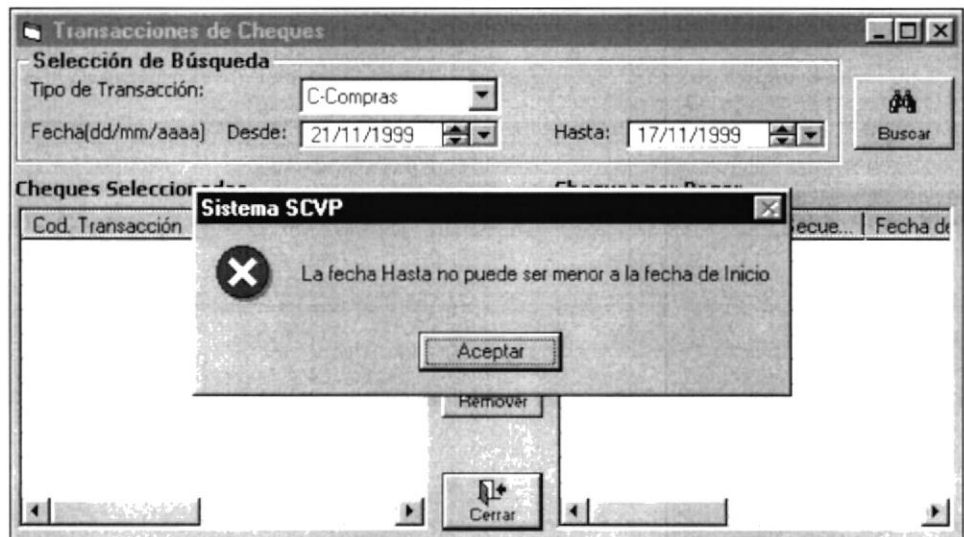 Transacciones de Cheques
Selección de Búsqueda
Tipo de Transacción: C-Compras
Fecha(dd/mm/aaaa) Desde: 21/11/1999 Hasta: 17/11/1999
Buscar
Cheques
Cod. Transacción Fecha de
Sistema SCVP
La fecha Hasta no puede ser menor a la fecha de Inicio
Aceptar
Remover
Cerrar